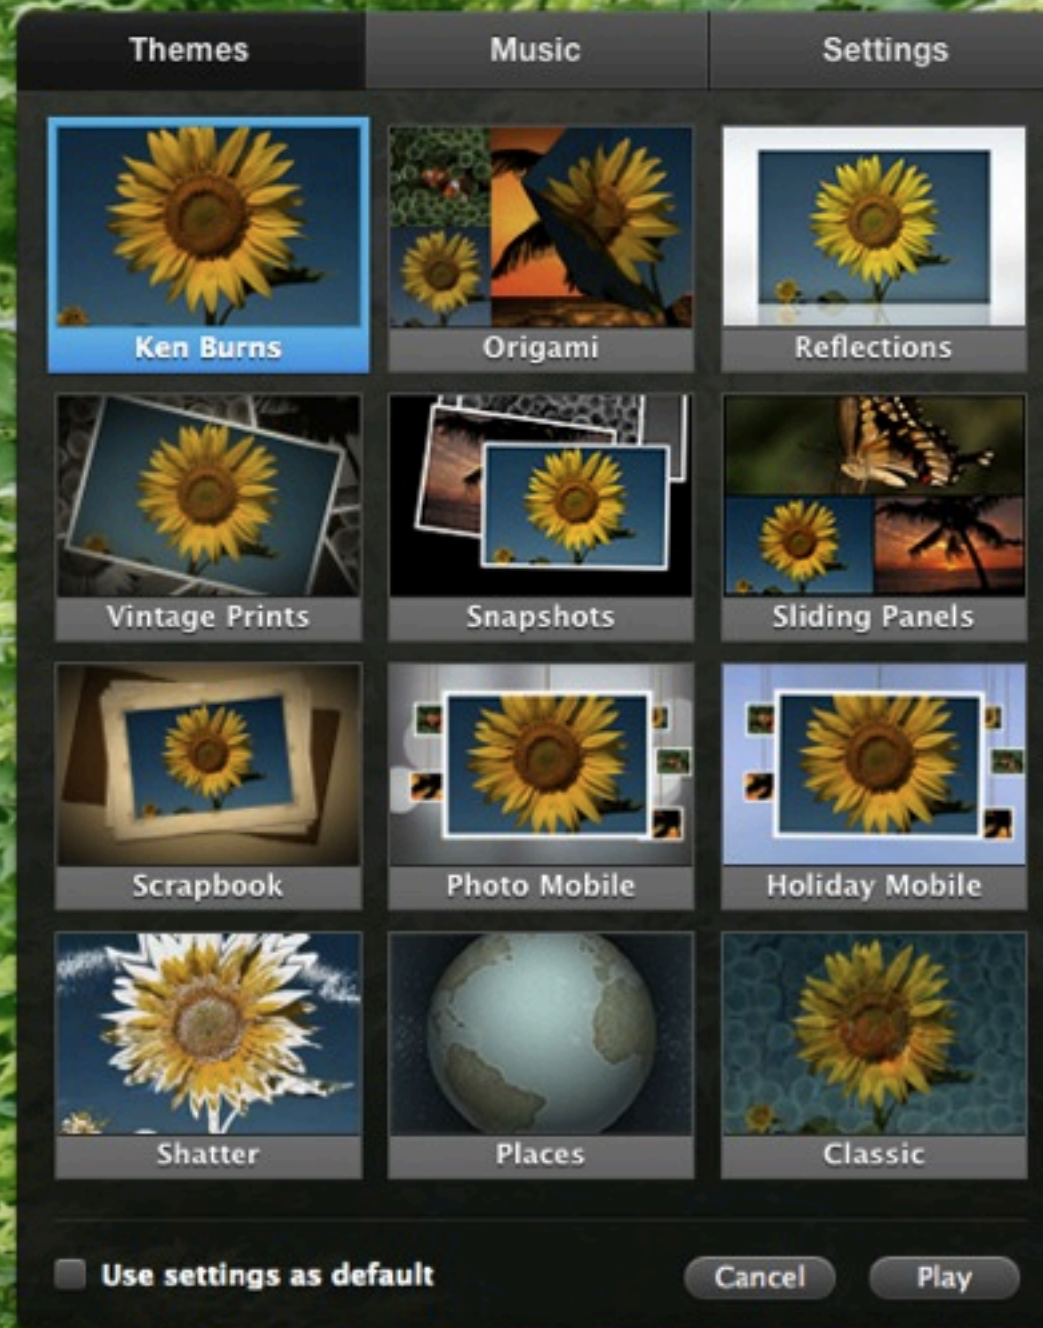 Themes Music Settings
Ken Burns Origami Reflections
Vintage Prints Snapshots Sliding Panels
Scrapbook Photo Mobile Holiday Mobile
Shatter Places Classic
Use settings as default Cancel Play